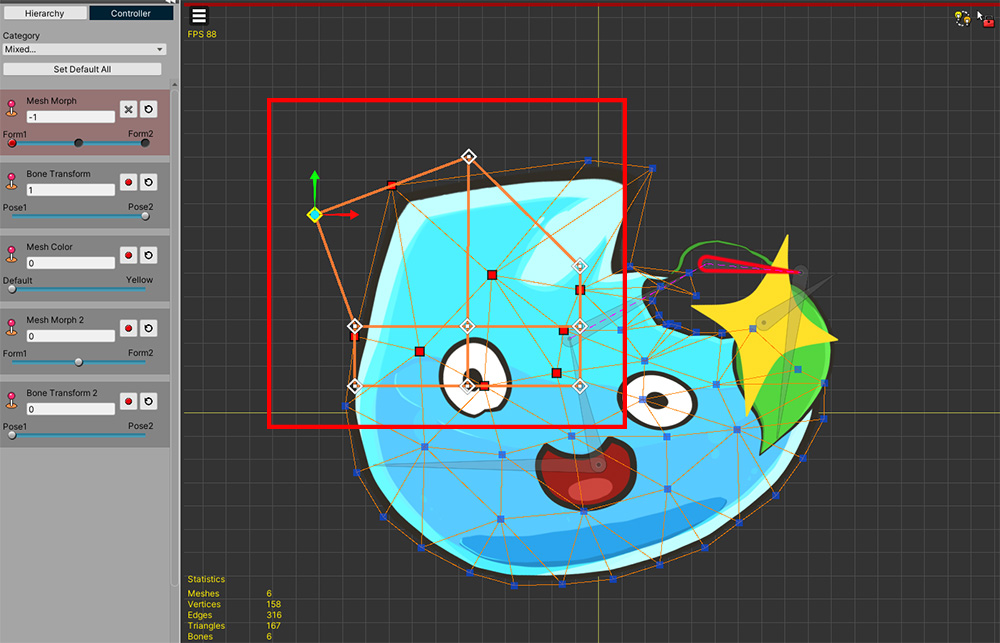 Hierarchy Controller
Category
Mixed...
Set Default All
Mesh Morph
-1
Form1 Form2
Bone Transform
1
Pose1 Pose2
Mesh Color
0
Default Yellow
Mesh Morph 2
0
Form1 Form2
Bone Transform 2
0
Pose1 Pose2
FPS 88
Statistics
Meshes 6
Vertices 158
Edges 316
Triangles 167
Bones 6